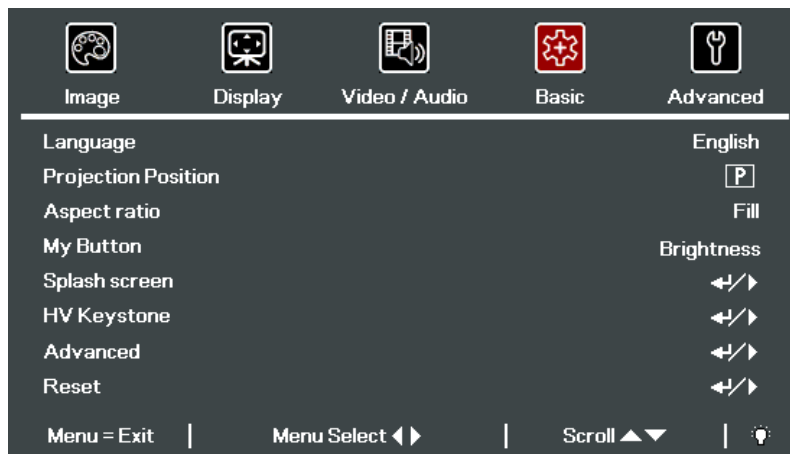 Image Display Video / Audio Basic Advanced
Language English
Projection Position P
Aspect ratio Fill
My Button Brightness
Splash screen
HV Keystone
Advanced
Reset
Menu = Exit | Menu Select | Scroll |